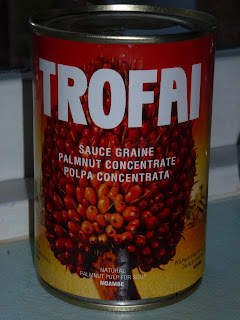 TROFAI
SAUCE GRAINE
PALMNUT CONCENTRATE
POLPA CONCENTRATA
NATURAL
PALMNUT PULP FOR SOUP
MOAMBE